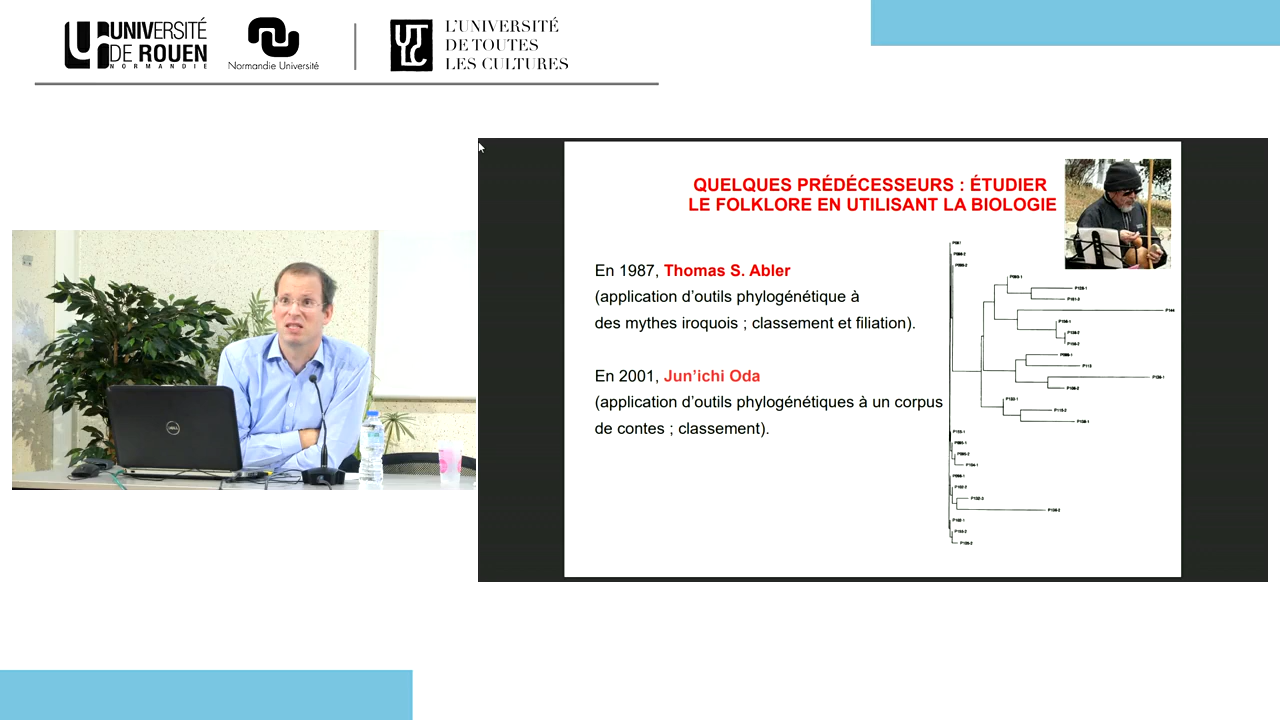 UNIVERSITÉ
DE ROUEN
NORMANDIE
Normandie Université
L'UNIVERSITÉ
DE TOUTES
LES CULTURES
QUELQUES PRÉDÉCESSEURS : ÉTUDIER
LE FOLKLORE EN UTILISANT LA BIOLOGIE
En 1987, Thomas S. Abler
(application d'outils phylogénétique à
des mythes iroquois ; classement et filiation).
En 2001, Jun'ichi Oda
(application d'outils phylogénétiques à un corpus
de contes ; classement).
DELL